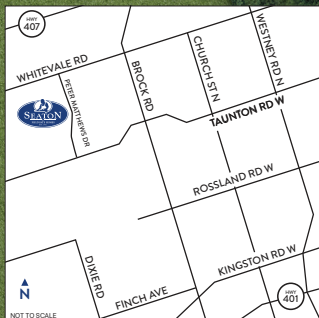 HWY
407
WHITEVALE RD
PETER MATTHEWS DR
BROCK RD
CHURCH ST N
WESTNEY RD N
SEATON
TAUNTON RD W
ROSSLAND RD W
KINGSTON RD W
DIXIE RD
FINCH AVE
HWY
401
N
NOT TO SCALE